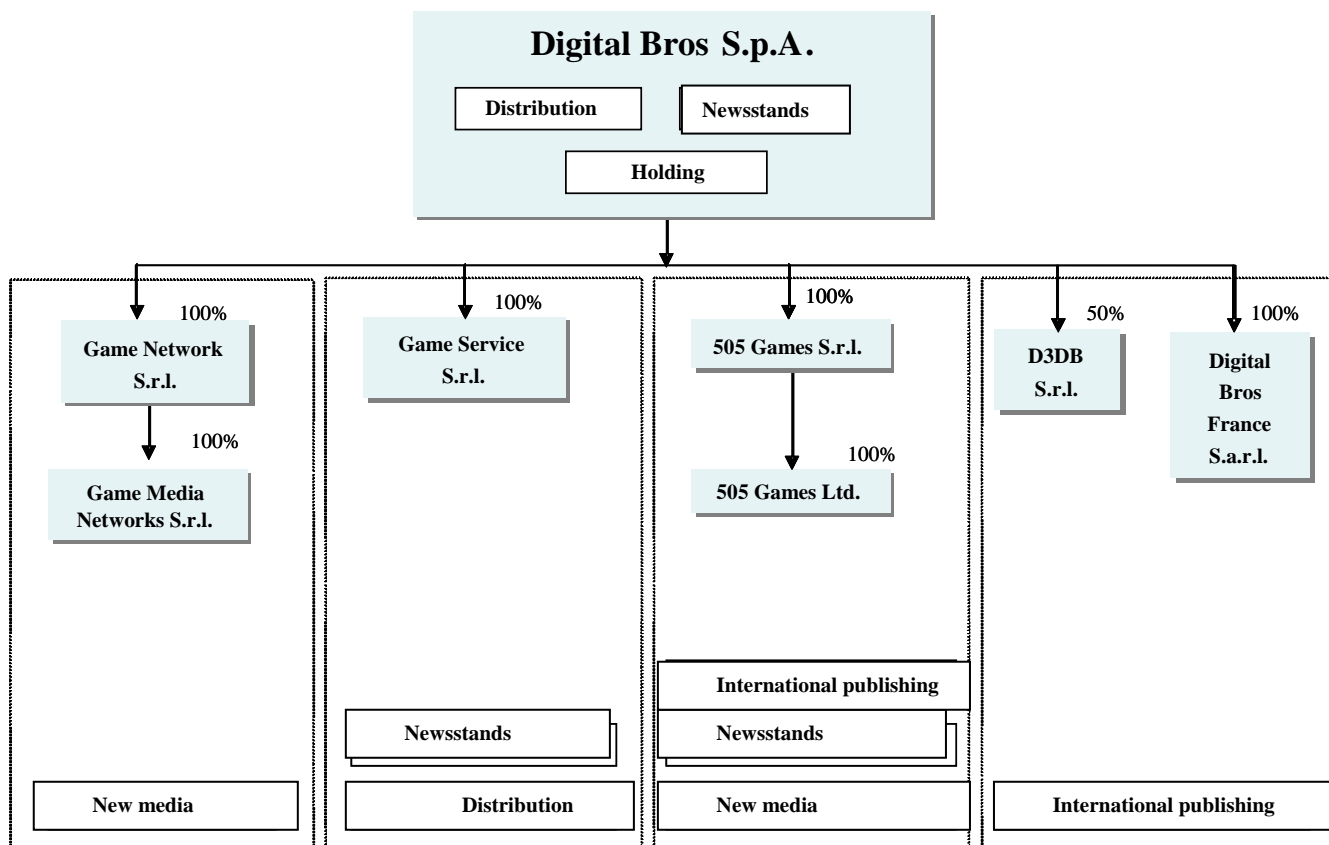 Digital Bros S.p.A.
Distribution
Newsstands
Holding
100%
Game Network
S.r.l.
100%
Game Media
Networks S.r.l.
New media
100%
Game Service
S.r.l.
Newsstands
Distribution
100%
505 Games S.r.l.
100%
505 Games Ltd.
International publishing
Newsstands
New media
50%
D3DB
S.r.l.
100%
Digital
Bros
France
S.a.r.l.
International publishing